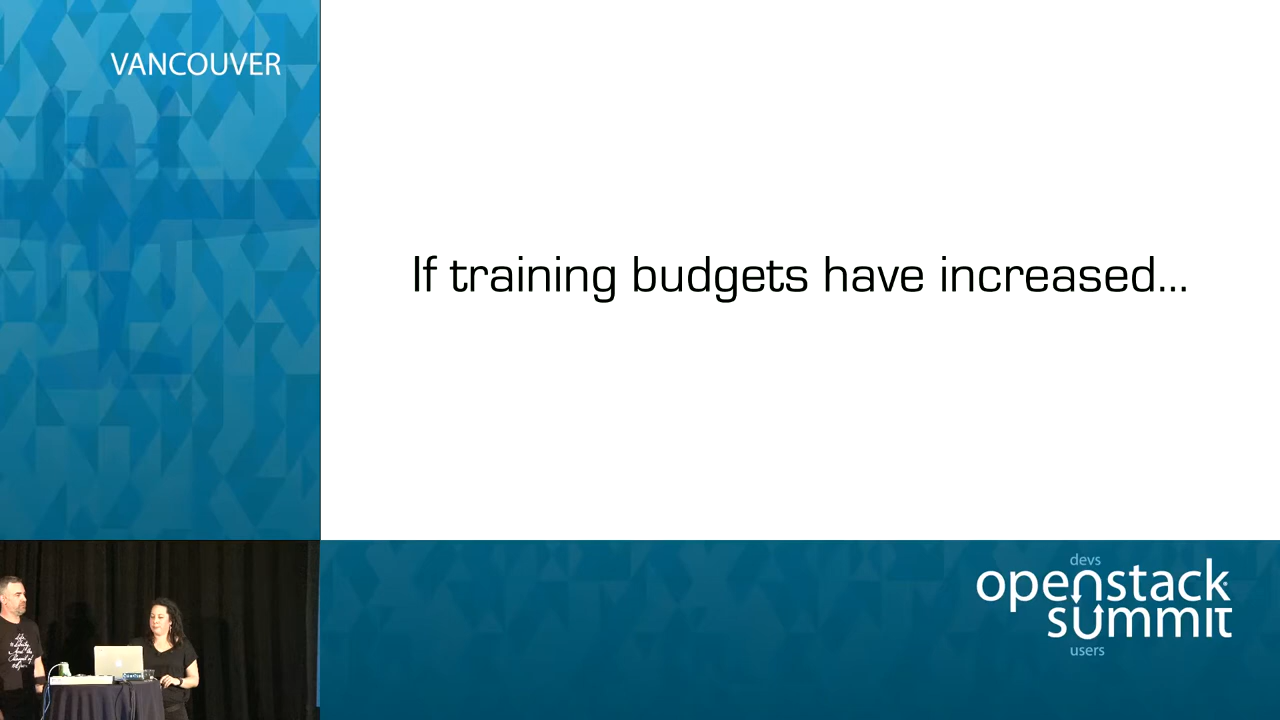 VANCOUVER
If training budgets have increased...
devs
openstack
summit
users